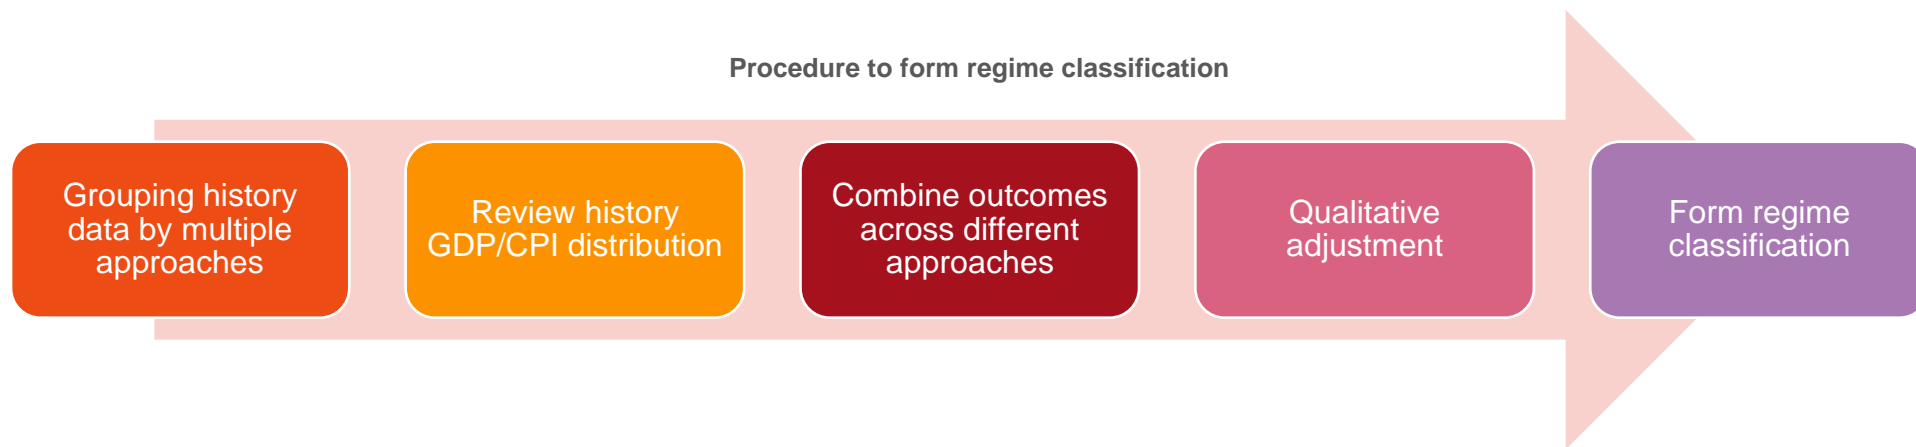 Procedure to form regime classification
Grouping history
data by multiple
approaches
Review history
GDP/CPI distribution
Combine outcomes
across different
approaches
Qualitative
adjustment
Form regime
classification